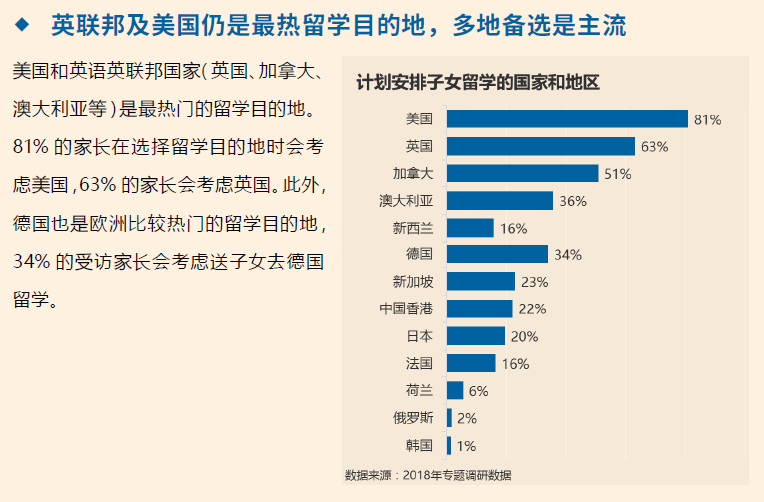 ◆ 英联邦及美国仍是最热留学目的地，多地备选是主流
美国和英语英联邦国家(英国、加拿大、
澳大利亚等)是最热门的留学目的地。
81%的家长在选择留学目的地时会考
虑美国,63%的家长会考虑英国。此外,
德国也是欧洲比较热门的留学目的地,
34%的受访家长会考虑送子女去德国
留学。
计划安排子女留学的国家和地区
美国 81%
英国 63%
加拿大 51%
澳大利亚 36%
新西兰 16%
德国 34%
新加坡 23%
中国香港 22%
日本 20%
法国 16%
荷兰 6%
俄罗斯 2%
韩国 1%
数据来源：2018年专题调研数据